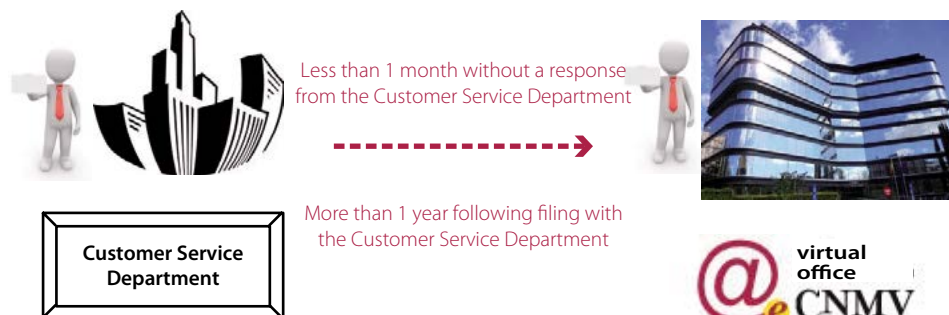 Less than 1 month without a response
from the Customer Service Department
More than 1 year following filing with
the Customer Service Department
Customer Service
Department
virtual
office
@e CNMV